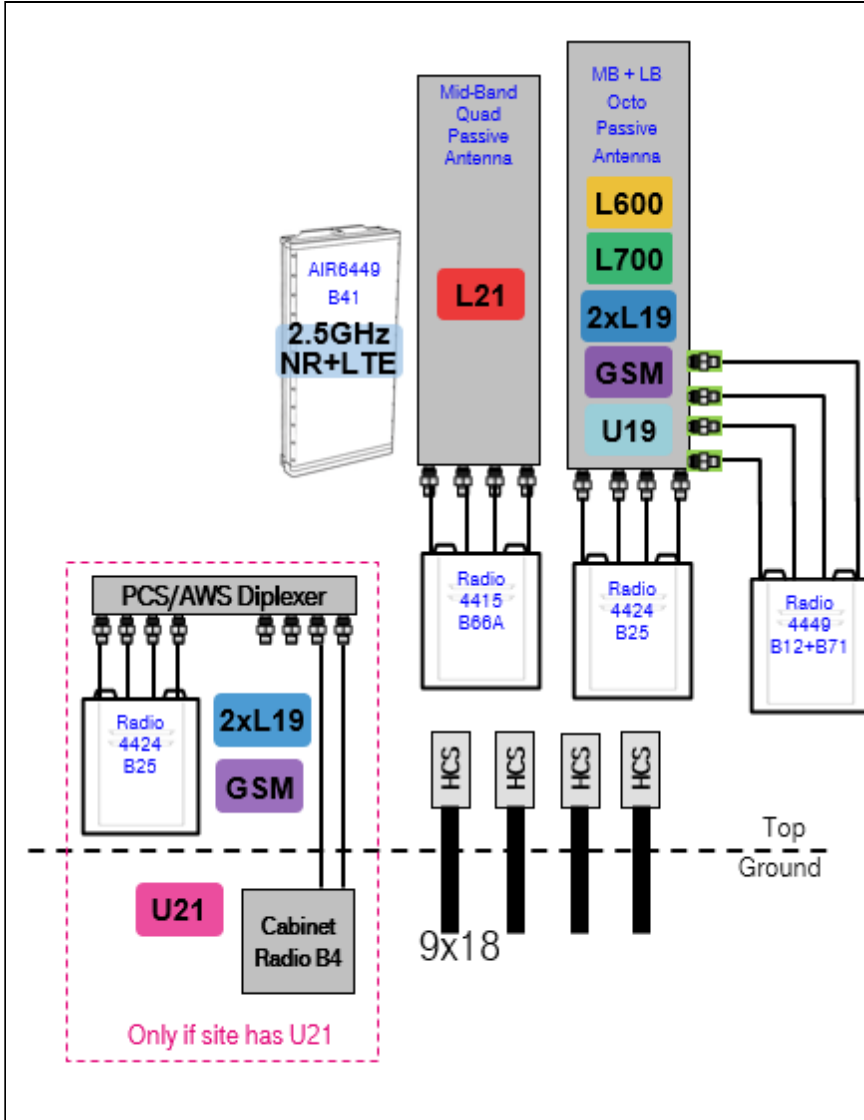 Mid-Band
Quad
Passive
Antenna
L21
MB + LB
Octo
Passive
Antenna
L600
L700
2xL19
GSM
U19
AIR6449
B41
2.5GHz
NR+LTE
Radio
4415
B66A
Radio
4424
B25
Radio
4449
B12+B71
PCS/AWS Diplexer
Radio
4424
B25
2xL19
GSM
HCS
HCS
HCS
HCS
Top
Ground
U21
Cabinet
Radio B4
9x18
Only if site has U21